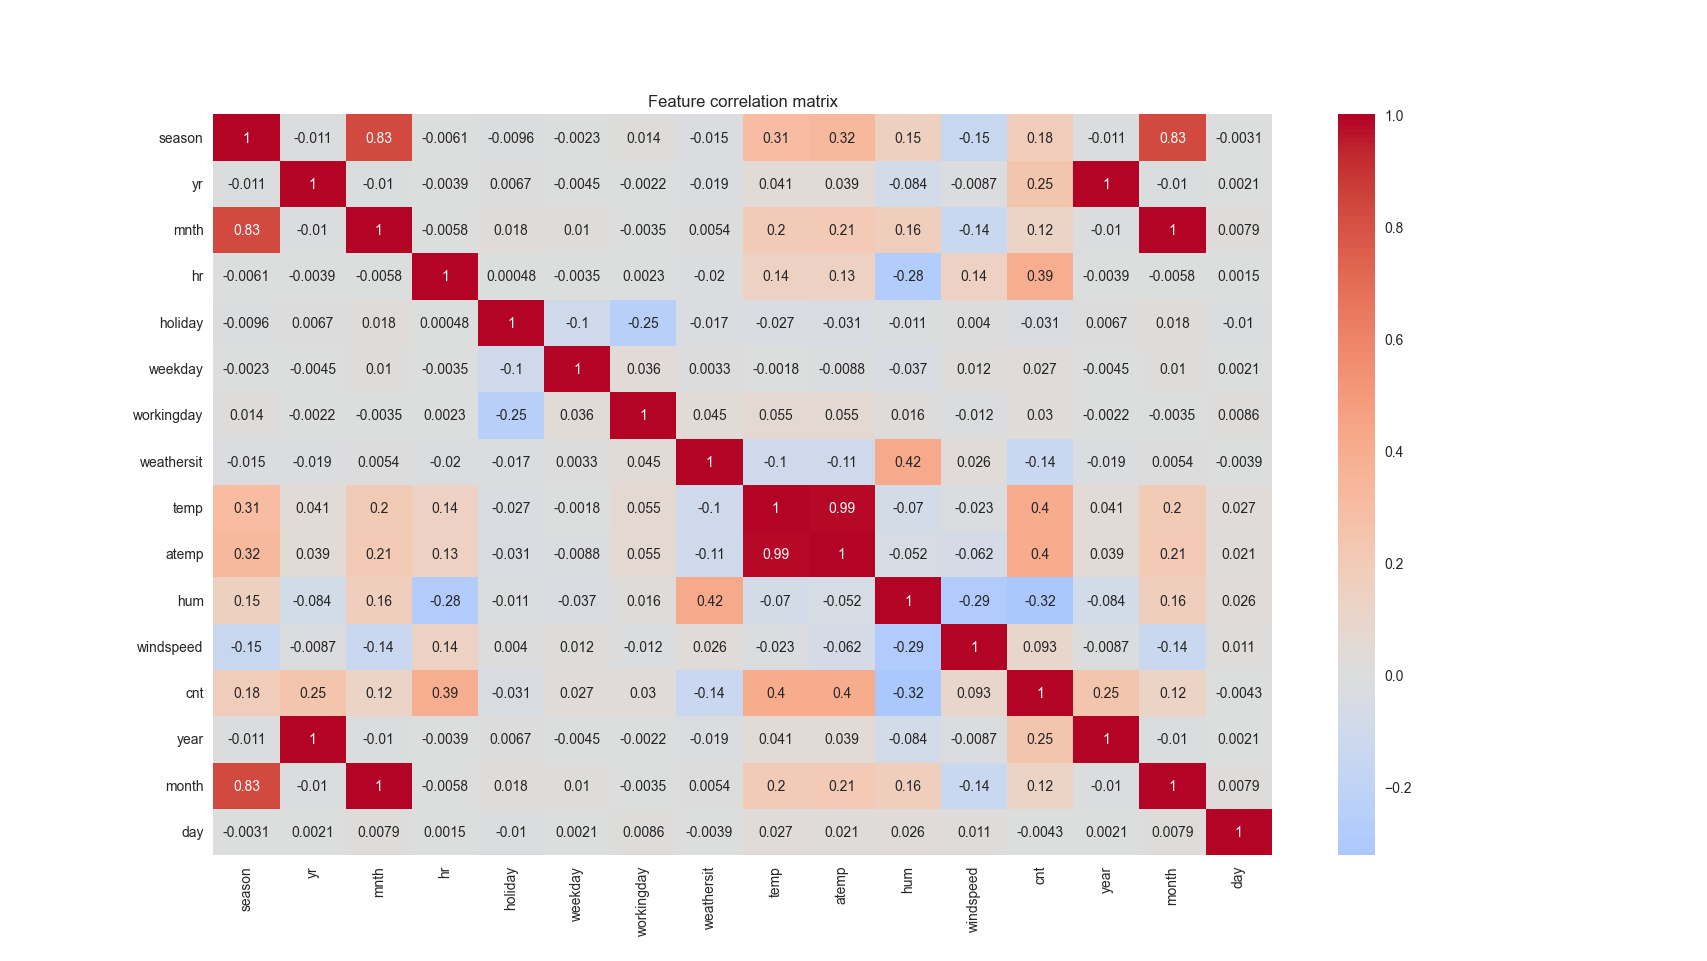 Feature correlation matrix
season 1 -0.011 0.83 -0.0061 -0.0096 -0.0023 0.014 -0.015 0.31 0.32 0.15 -0.15 0.18 -0.011 0.83 -0.0031
yr -0.011 1 -0.01 -0.0039 0.0067 -0.0045 -0.0022 -0.019 0.041 0.039 -0.084 -0.0087 0.25 1 -0.01 0.0021
mnth 0.83 -0.01 1 -0.0058 0.018 0.01 -0.0035 0.0054 0.2 0.21 0.16 -0.14 0.12 -0.01 1 0.0079
hr -0.0061 -0.0039 -0.0058 1 0.00048 -0.0035 0.0023 -0.02 0.14 0.13 -0.28 0.14 0.39 -0.0039 -0.0058 0.0015
holiday -0.0096 0.0067 0.018 0.00048 1 -0.1 -0.25 -0.017 -0.027 -0.031 -0.011 0.004 -0.031 0.0067 0.018 -0.01
weekday -0.0023 -0.0045 0.01 -0.0035 -0.1 1 0.036 0.0033 -0.0018 -0.0088 -0.037 0.012 0.027 -0.0045 0.01 0.0021
workingday 0.014 -0.0022 -0.0035 0.0023 -0.25 0.036 1 0.045 0.055 0.055 0.016 -0.012 0.03 -0.0022 -0.0035 0.0086
weathersit -0.015 -0.019 0.0054 -0.02 -0.017 0.0033 0.045 1 -0.1 -0.11 0.42 0.026 -0.14 -0.019 0.0054 -0.0039
temp 0.31 0.041 0.2 0.14 -0.027 -0.0018 0.055 -0.1 1 0.99 -0.07 -0.023 0.4 0.041 0.2 0.027
atemp 0.32 0.039 0.21 0.13 -0.031 -0.0088 0.055 -0.11 0.99 1 -0.052 -0.062 0.4 0.039 0.21 0.021
hum 0.15 -0.084 0.16 -0.28 -0.011 -0.037 0.016 0.42 -0.07 -0.052 1 -0.29 -0.32 -0.084 0.16 0.026
windspeed -0.15 -0.0087 -0.14 0.14 0.004 0.012 -0.012 0.026 -0.023 -0.062 -0.29 1 0.093 -0.0087 -0.14 0.011
cnt 0.18 0.25 0.12 0.39 -0.031 0.027 0.03 -0.14 0.4 0.4 -0.32 0.093 1 0.25 0.12 -0.0043
year -0.011 1 -0.01 -0.0039 0.0067 -0.0045 -0.0022 -0.019 0.041 0.039 -0.084 -0.0087 0.25 1 -0.01 0.0021
month 0.83 -0.01 1 -0.0058 0.018 0.01 -0.0035 0.0054 0.2 0.21 0.16 -0.14 0.12 -0.01 1 0.0079
day -0.0031 0.0021 0.0079 0.0015 -0.01 0.0021 0.0086 -0.0039 0.027 0.021 0.026 0.011 -0.0043 0.0021 0.0079 1
season yr mnth hr holiday weekday workingday weathersit temp atemp hum windspeed cnt year month day
1.0
0.8
0.6
0.4
0.2
0.0
−0.2